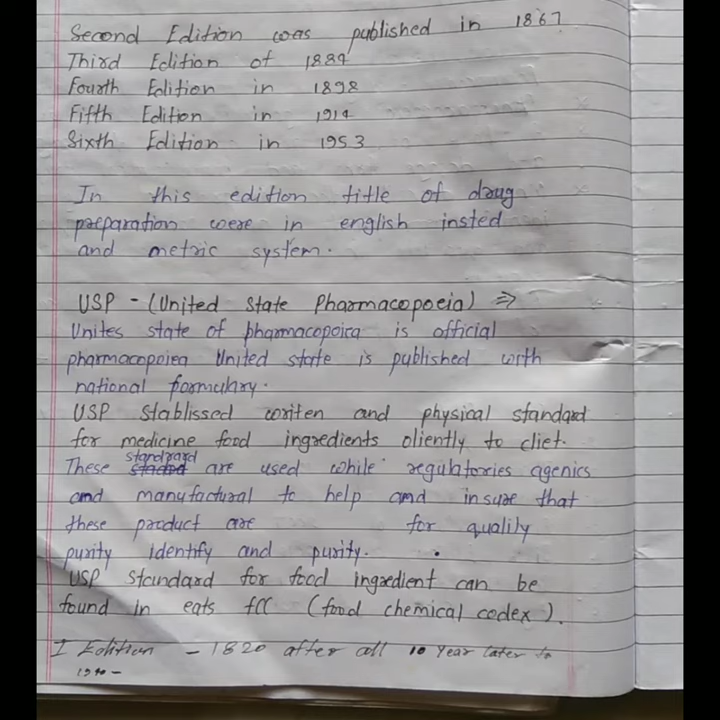 Second Edition was published in 1867
Third Edition of 1884
Fourth Edition in 1898
Fifth Edition in 1914
Sixth Edition in 1953
In this edition title of drug
preparation were in english insted
and metric system.
USP - (United State Pharmacopoeia) ⇒
Unites state of pharmacopoica is official
pharmacopoiea United state is published with
national formulary.
USP stablissed writen and physical standard
for medicine food ingredients oliently to cliet.
These standrard are used while regulatories agenics
and manufactural to help and insure that
these product are for qualily
purity identify and purity.
USP standard for food ingredient can be
found in eats fcc (food chemical codex).
I Edition - 1820 after all 10 year later to
1940 -